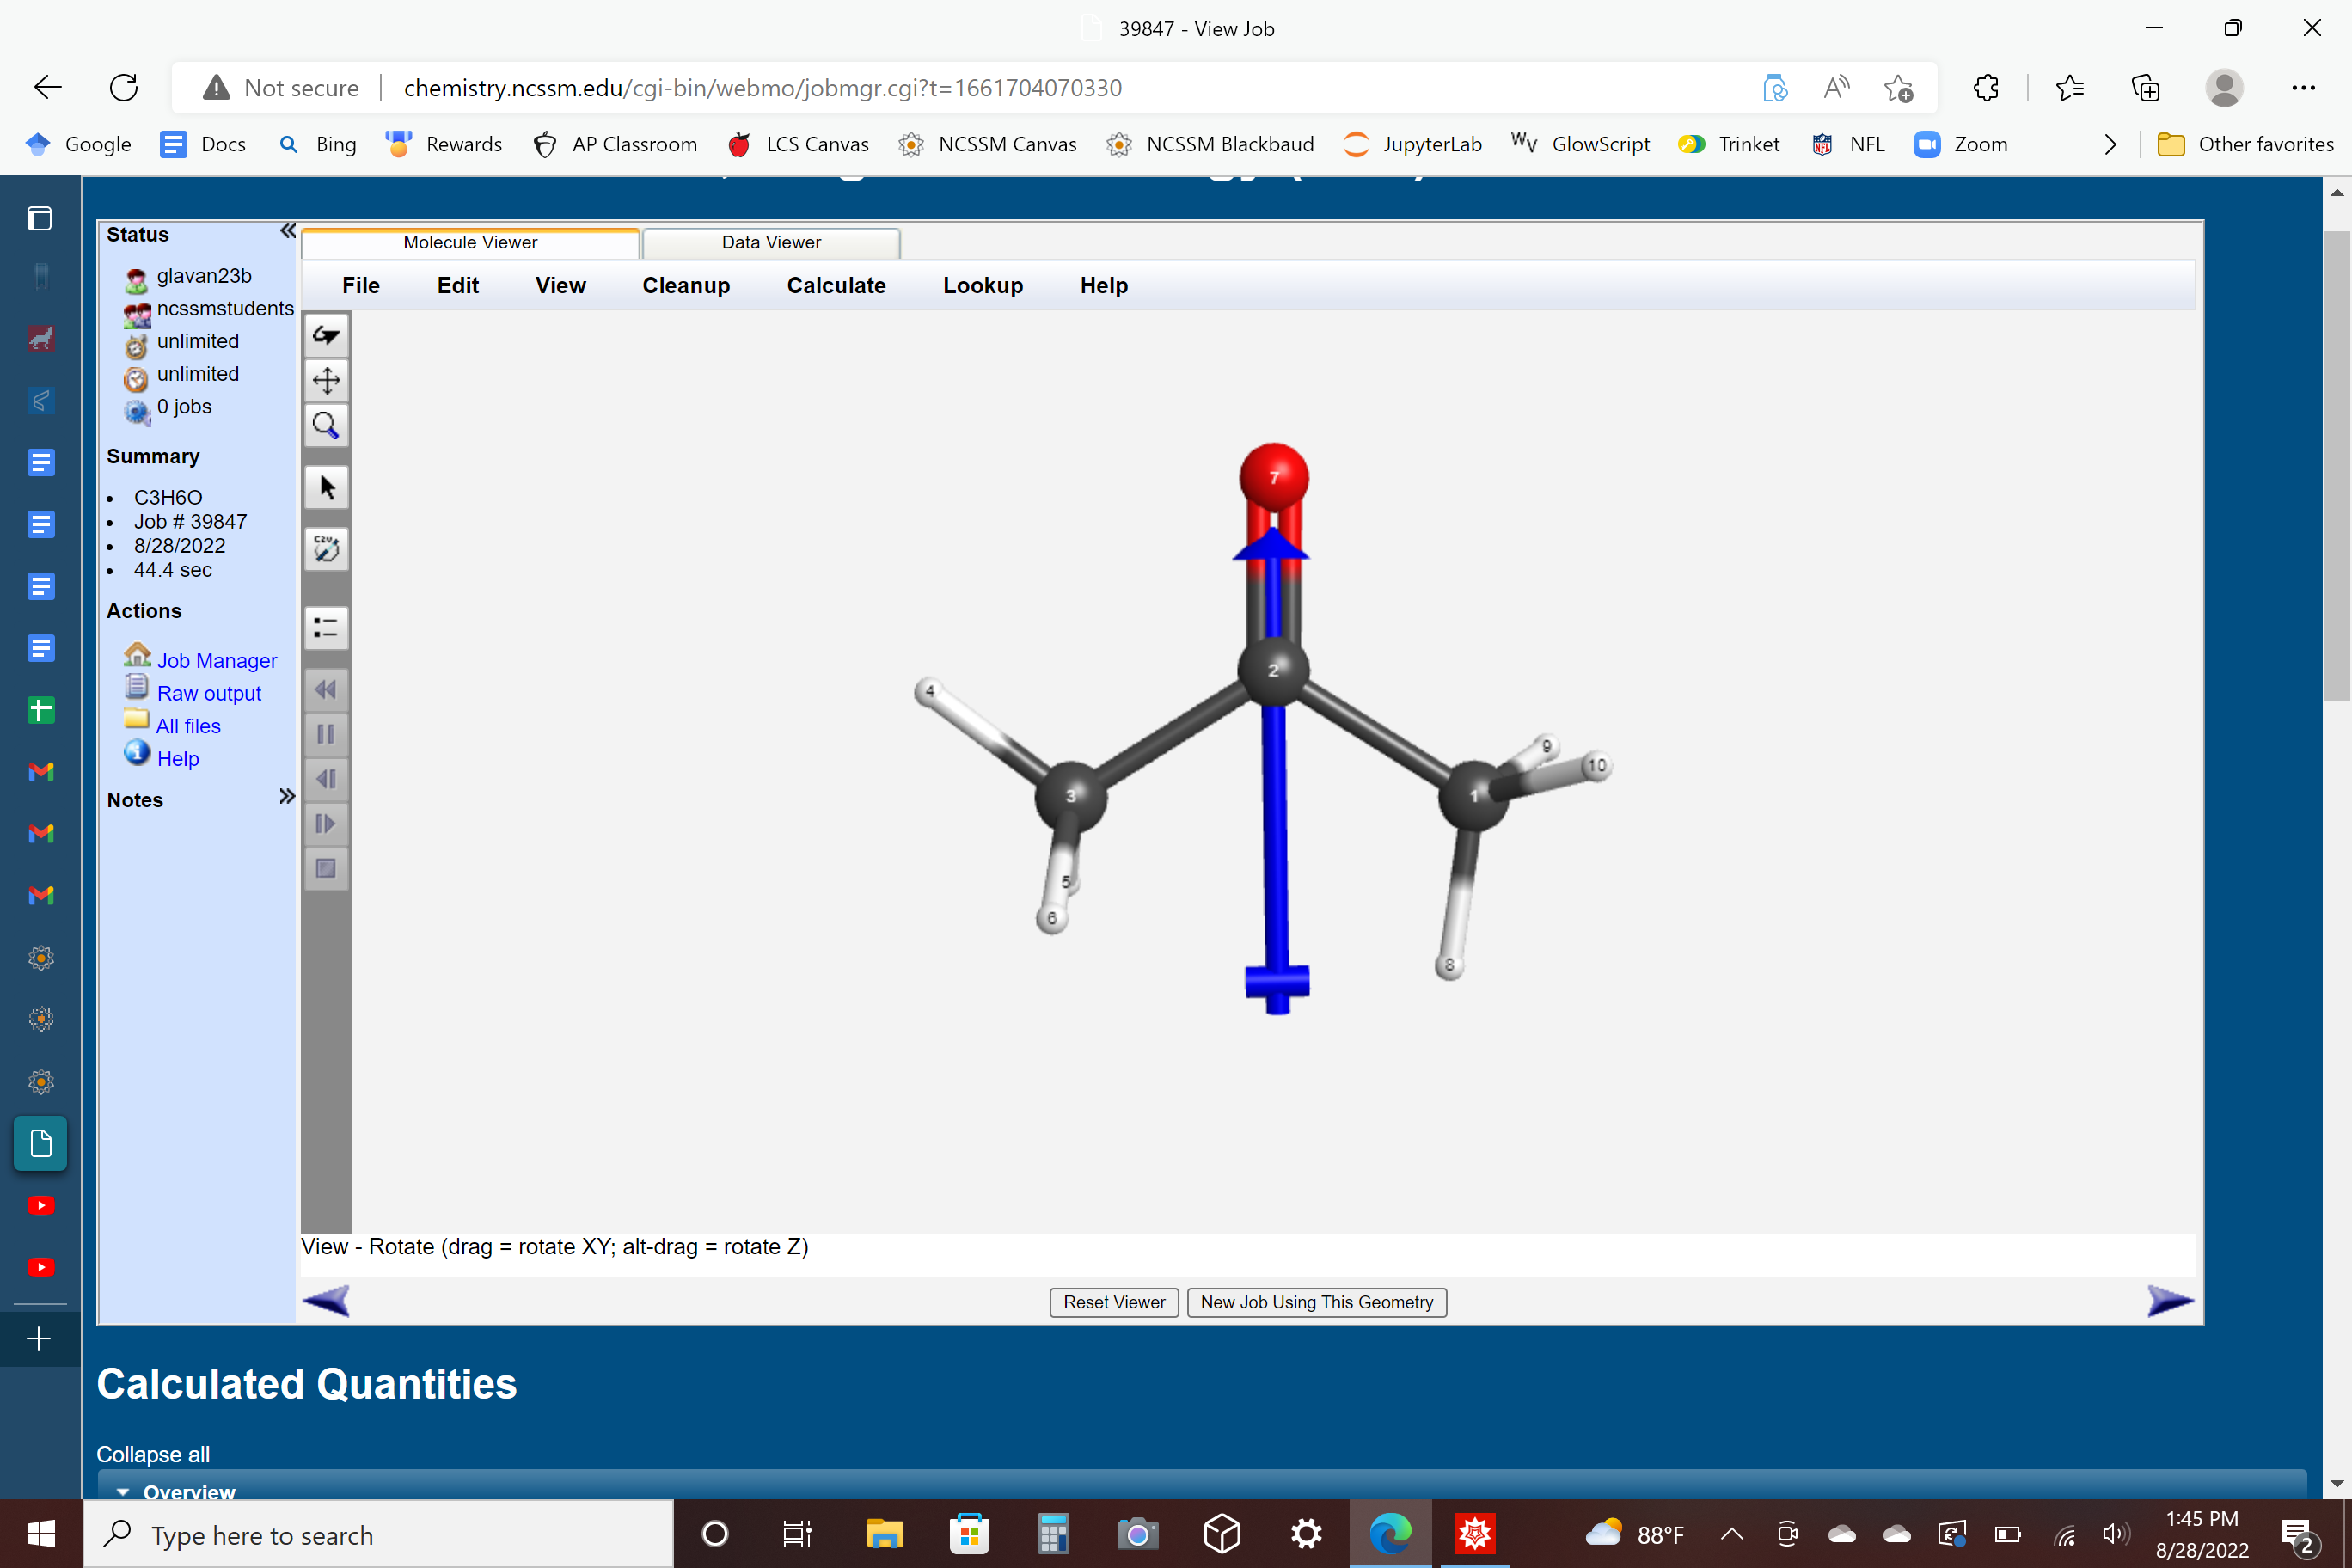 39847 - View Job
Not secure
chemistry.ncssm.edu/cgi-bin/webmo/jobmgr.cgi?t=1661704070330
Google
Docs
Bing
Rewards
AP Classroom
LCS Canvas
NCSSM Canvas
NCSSM Blackbaud
JupyterLab
GlowScript
Trinket
NFL
Zoom
Other favorites
Status
glavan23b
ncssmstudents
unlimited
unlimited
0 jobs
Summary
C3H6O
Job # 39847
8/28/2022
44.4 sec
Actions
Job Manager
Raw output
All files
Help
Notes
Molecule Viewer
Data Viewer
File
Edit
View
Cleanup
Calculate
Lookup
Help
C2v
7
2
4
9
10
3
1
5
6
8
View - Rotate (drag = rotate XY; alt-drag = rotate Z)
Reset Viewer
New Job Using This Geometry
Calculated Quantities
Collapse all
Overview
Type here to search
88°F
1:45 PM
8/28/2022
2